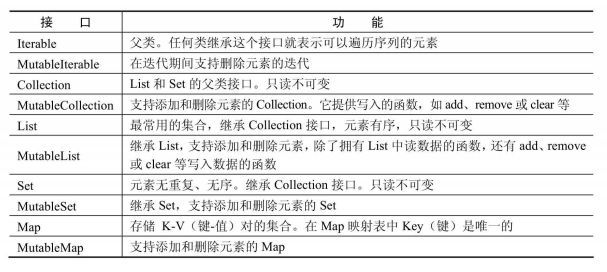 接 口 功 能
Iterable 父类。任何类继承这个接口就表示可以遍历序列的元素
MutableIterable 在迭代期间支持删除元素的迭代
Collection List 和 Set 的父类接口。只读不可变
MutableCollection 支持添加和删除元素的 Collection。它提供写入的函数，如 add、remove 或 clear 等
List 最常用的集合，继承 Collection 接口，元素有序，只读不可变
MutableList 继承 List，支持添加和删除元素，除了拥有 List 中读数据的函数，还有 add、remove
或 clear 等写入数据的函数
Set 元素无重复、无序。继承 Collection 接口。只读不可变
MutableSet 继承 Set，支持添加和删除元素的 Set
Map 存储 K-V（键-值）对的集合。在 Map 映射表中 Key（键）是唯一的
MutableMap 支持添加和删除元素的 Map